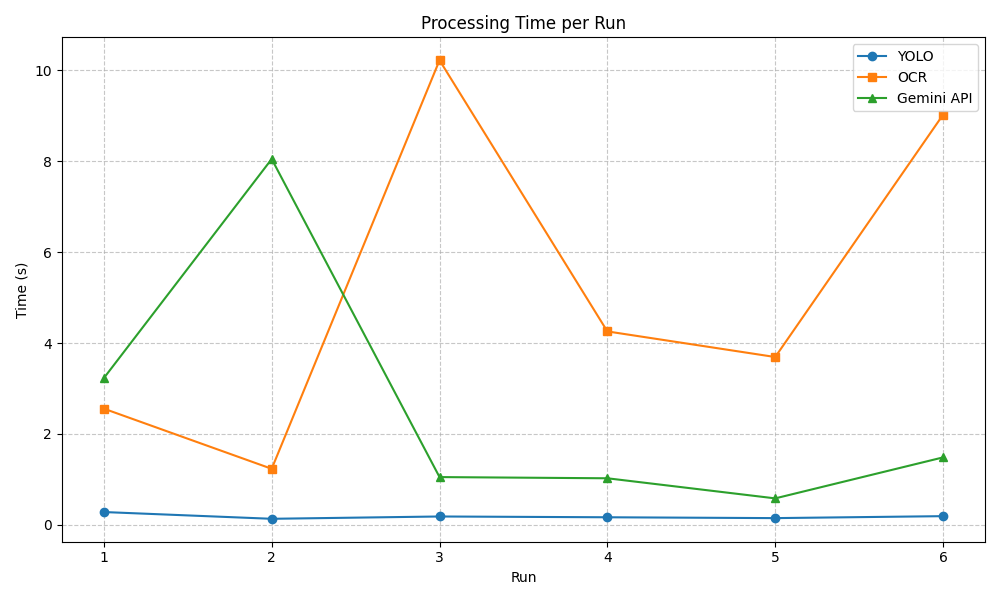 Processing Time per Run
YOLO
OCR
Gemini API
Time (s)
10
8
6
4
2
0
1 2 3 4 5 6
Run